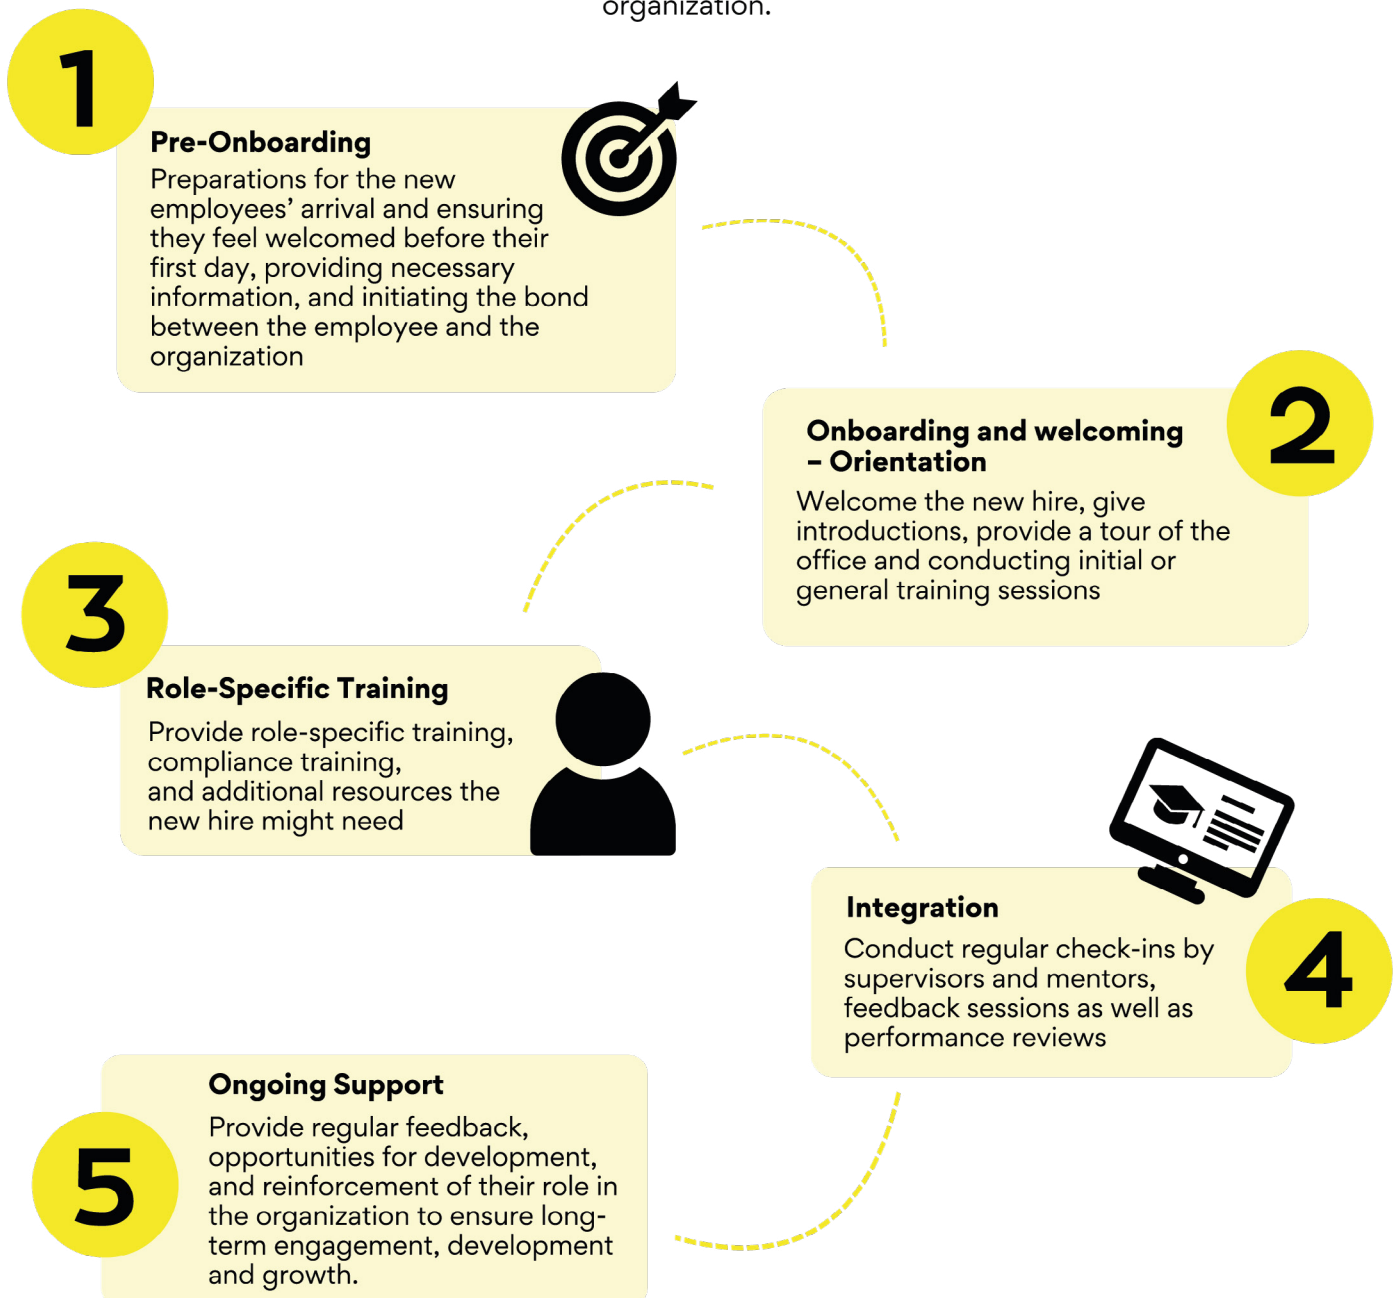 organization.
1
Pre-Onboarding
Preparations for the new
employees’ arrival and ensuring
they feel welcomed before their
first day, providing necessary
information, and initiating the bond
between the employee and the
organization
2
Onboarding and welcoming
– Orientation
Welcome the new hire, give
introductions, provide a tour of the
office and conducting initial or
general training sessions
3
Role-Specific Training
Provide role-specific training,
compliance training,
and additional resources the
new hire might need
4
Integration
Conduct regular check-ins by
supervisors and mentors,
feedback sessions as well as
performance reviews
5
Ongoing Support
Provide regular feedback,
opportunities for development,
and reinforcement of their role in
the organization to ensure long-
term engagement, development
and growth.